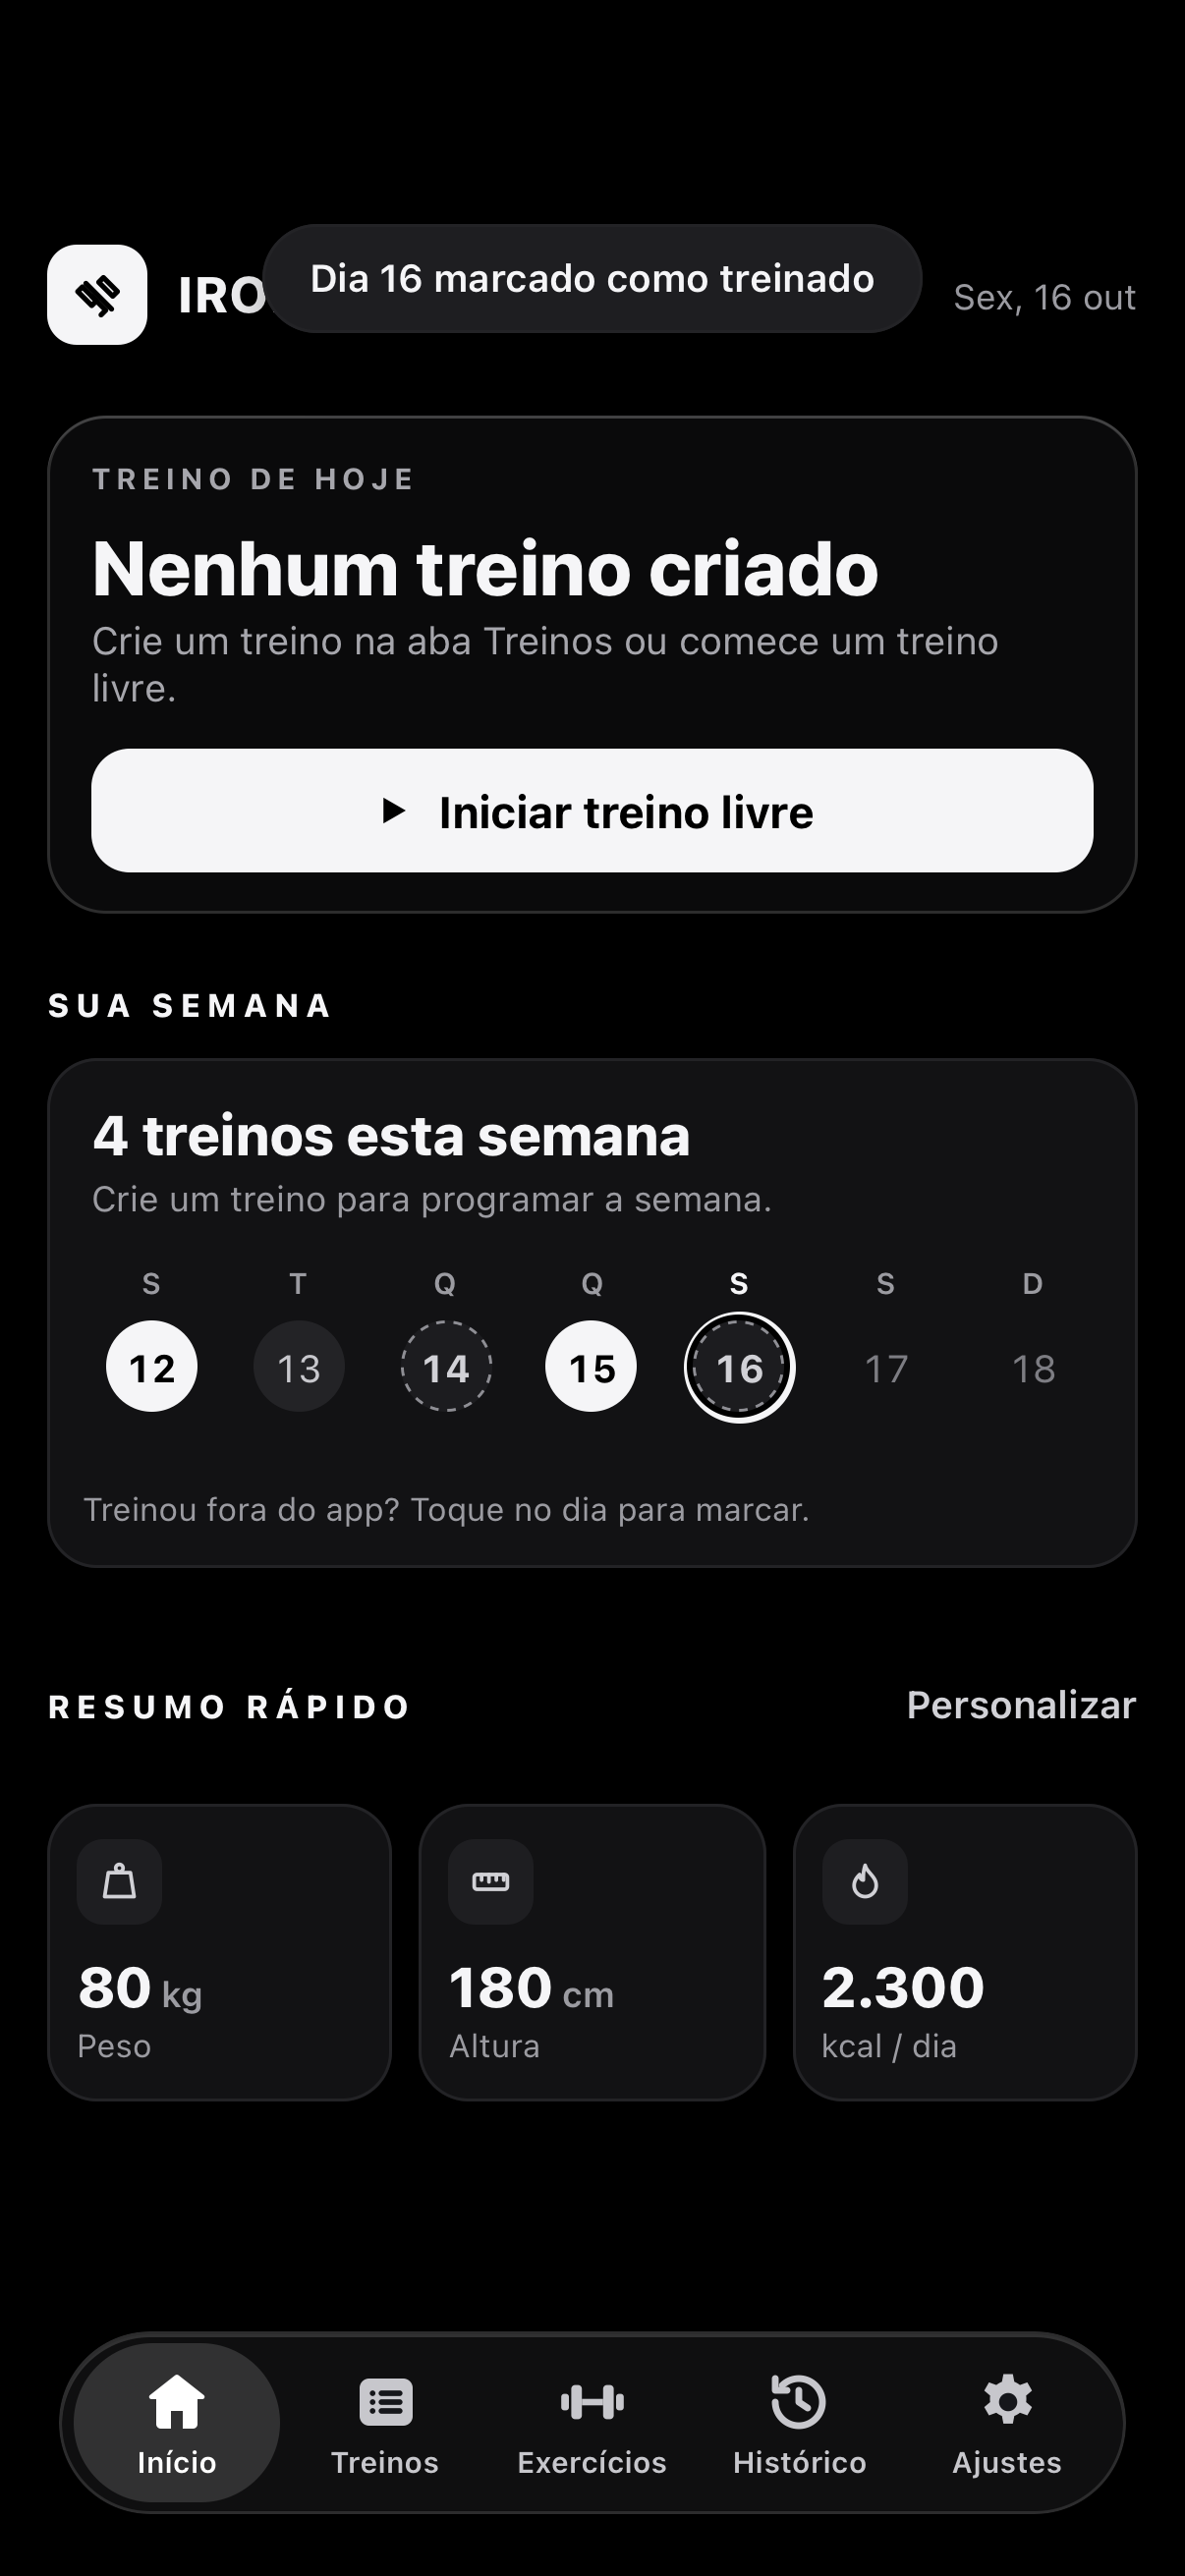 IRO
Dia 16 marcado como treinado
Sex, 16 out
TREINO DE HOJE
Nenhum treino criado
Crie um treino na aba Treinos ou comece um treino
livre.
Iniciar treino livre
SUA SEMANA
4 treinos esta semana
Crie um treino para programar a semana.
S T Q Q S S D
12 13 14 15 16 17 18
Treinou fora do app? Toque no dia para marcar.
RESUMO RÁPIDO
Personalizar
80 kg
Peso
180 cm
Altura
2.300
kcal / dia
Início
Treinos
Exercícios
Histórico
Ajustes